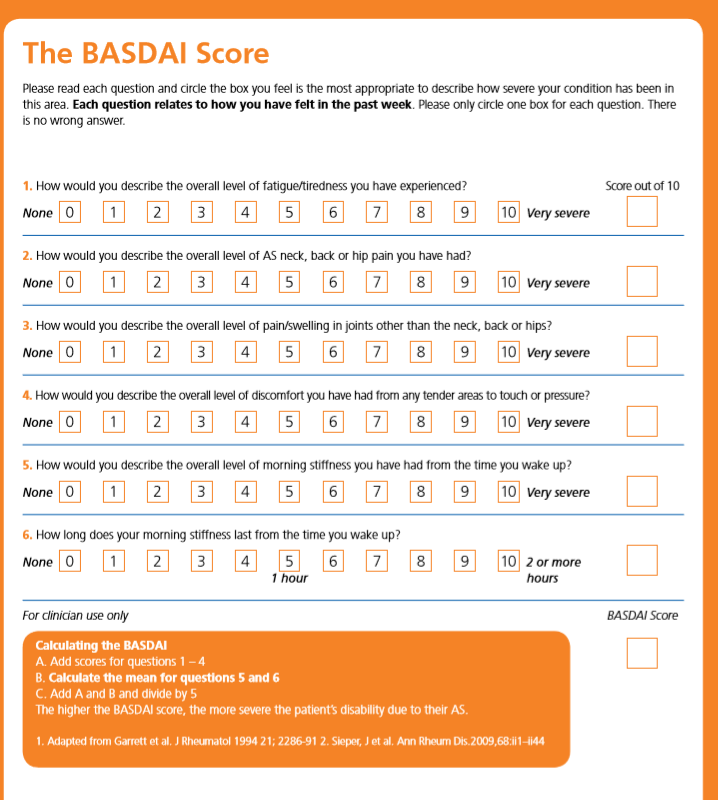 The BASDAI Score
Please read each question and circle the box you feel is the most appropriate to describe how severe your condition has been in
this area. Each question relates to how you have felt in the past week. Please only circle one box for each question. There
is no wrong answer.
1. How would you describe the overall level of fatigue/tiredness you have experienced? Score out of 10
None 0 1 2 3 4 5 6 7 8 9 10 Very severe
2. How would you describe the overall level of AS neck, back or hip pain you have had?
None 0 1 2 3 4 5 6 7 8 9 10 Very severe
3. How would you describe the overall level of pain/swelling in joints other than the neck, back or hips?
None 0 1 2 3 4 5 6 7 8 9 10 Very severe
4. How would you describe the overall level of discomfort you have had from any tender areas to touch or pressure?
None 0 1 2 3 4 5 6 7 8 9 10 Very severe
5. How would you describe the overall level of morning stiffness you have had from the time you wake up?
None 0 1 2 3 4 5 6 7 8 9 10 Very severe
6. How long does your morning stiffness last from the time you wake up?
None 0 1 2 3 4 5 6 7 8 9 10 2 or more
1 hour hours
For clinician use only BASDAI Score
Calculating the BASDAI
A. Add scores for questions 1 – 4
B. Calculate the mean for questions 5 and 6
C. Add A and B and divide by 5
The higher the BASDAI score, the more severe the patient's disability due to their AS.
1. Adapted from Garrett et al. J Rheumatol 1994 21; 2286-91 2. Sieper, J et al. Ann Rheum Dis.2009,68:ii1–ii44